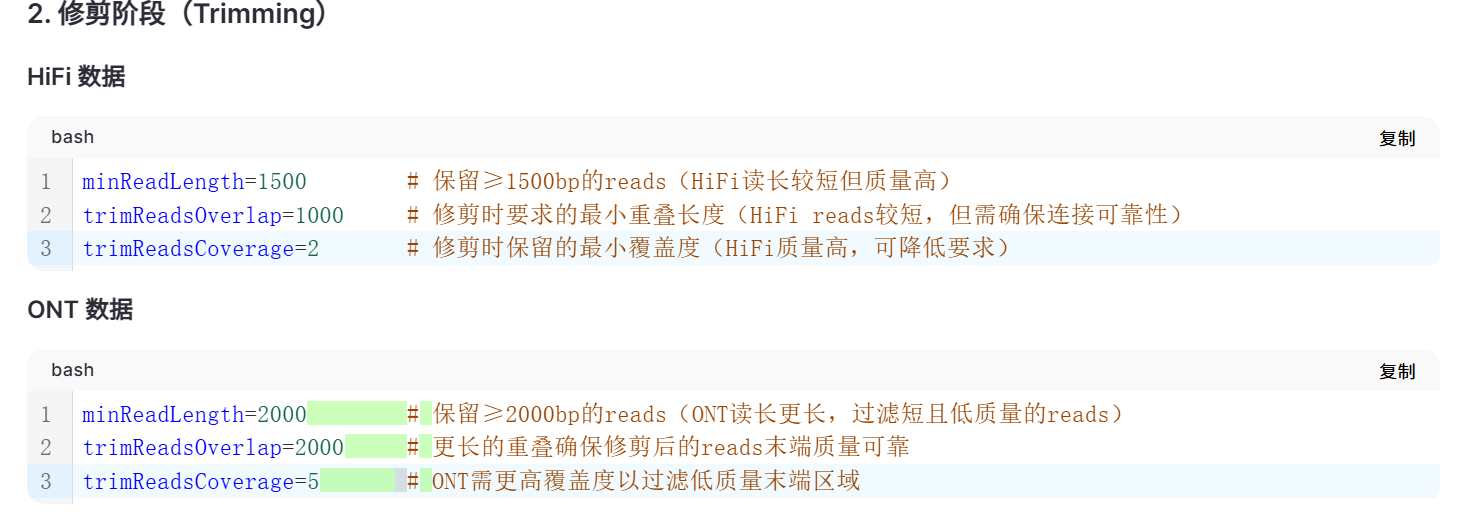 2. 修剪阶段（Trimming）
HiFi 数据
bash
复制
1 minReadLength=1500 # 保留≥1500bp的reads（HiFi读长较短但质量高）
2 trimReadsOverlap=1000 # 修剪时要求的最小重叠长度（HiFi reads较短，但需确保连接可靠性）
3 trimReadsCoverage=2 # 修剪时保留的最小覆盖度（HiFi质量高，可降低要求）
ONT 数据
bash
复制
1 minReadLength=2000 # 保留≥2000bp的reads（ONT读长更长，过滤短且低质量的reads）
2 trimReadsOverlap=2000 # 更长的重叠确保修剪后的reads末端质量可靠
3 trimReadsCoverage=5 # ONT需更高覆盖度以过滤低质量末端区域